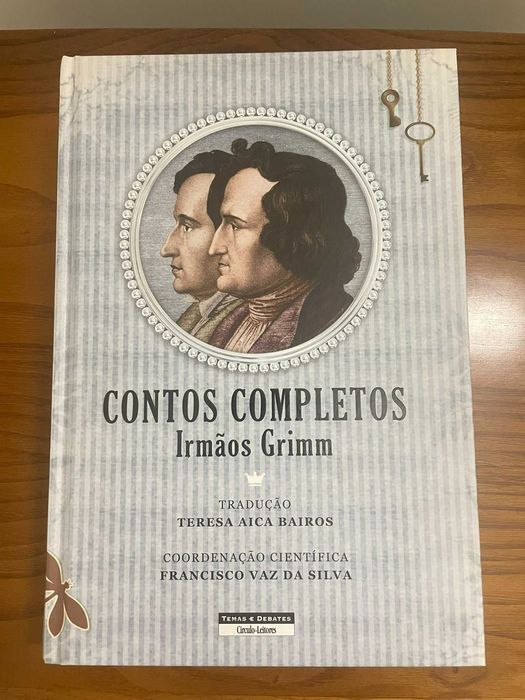 CONTOS COMPLETOS
Irmãos Grimm
TRADUÇÃO
TERESA AICA BAIROS
COORDENAÇÃO CIENTÍFICA
FRANCISCO VAZ DA SILVA
TEMAS E DEBATES
Círculo-Leitores